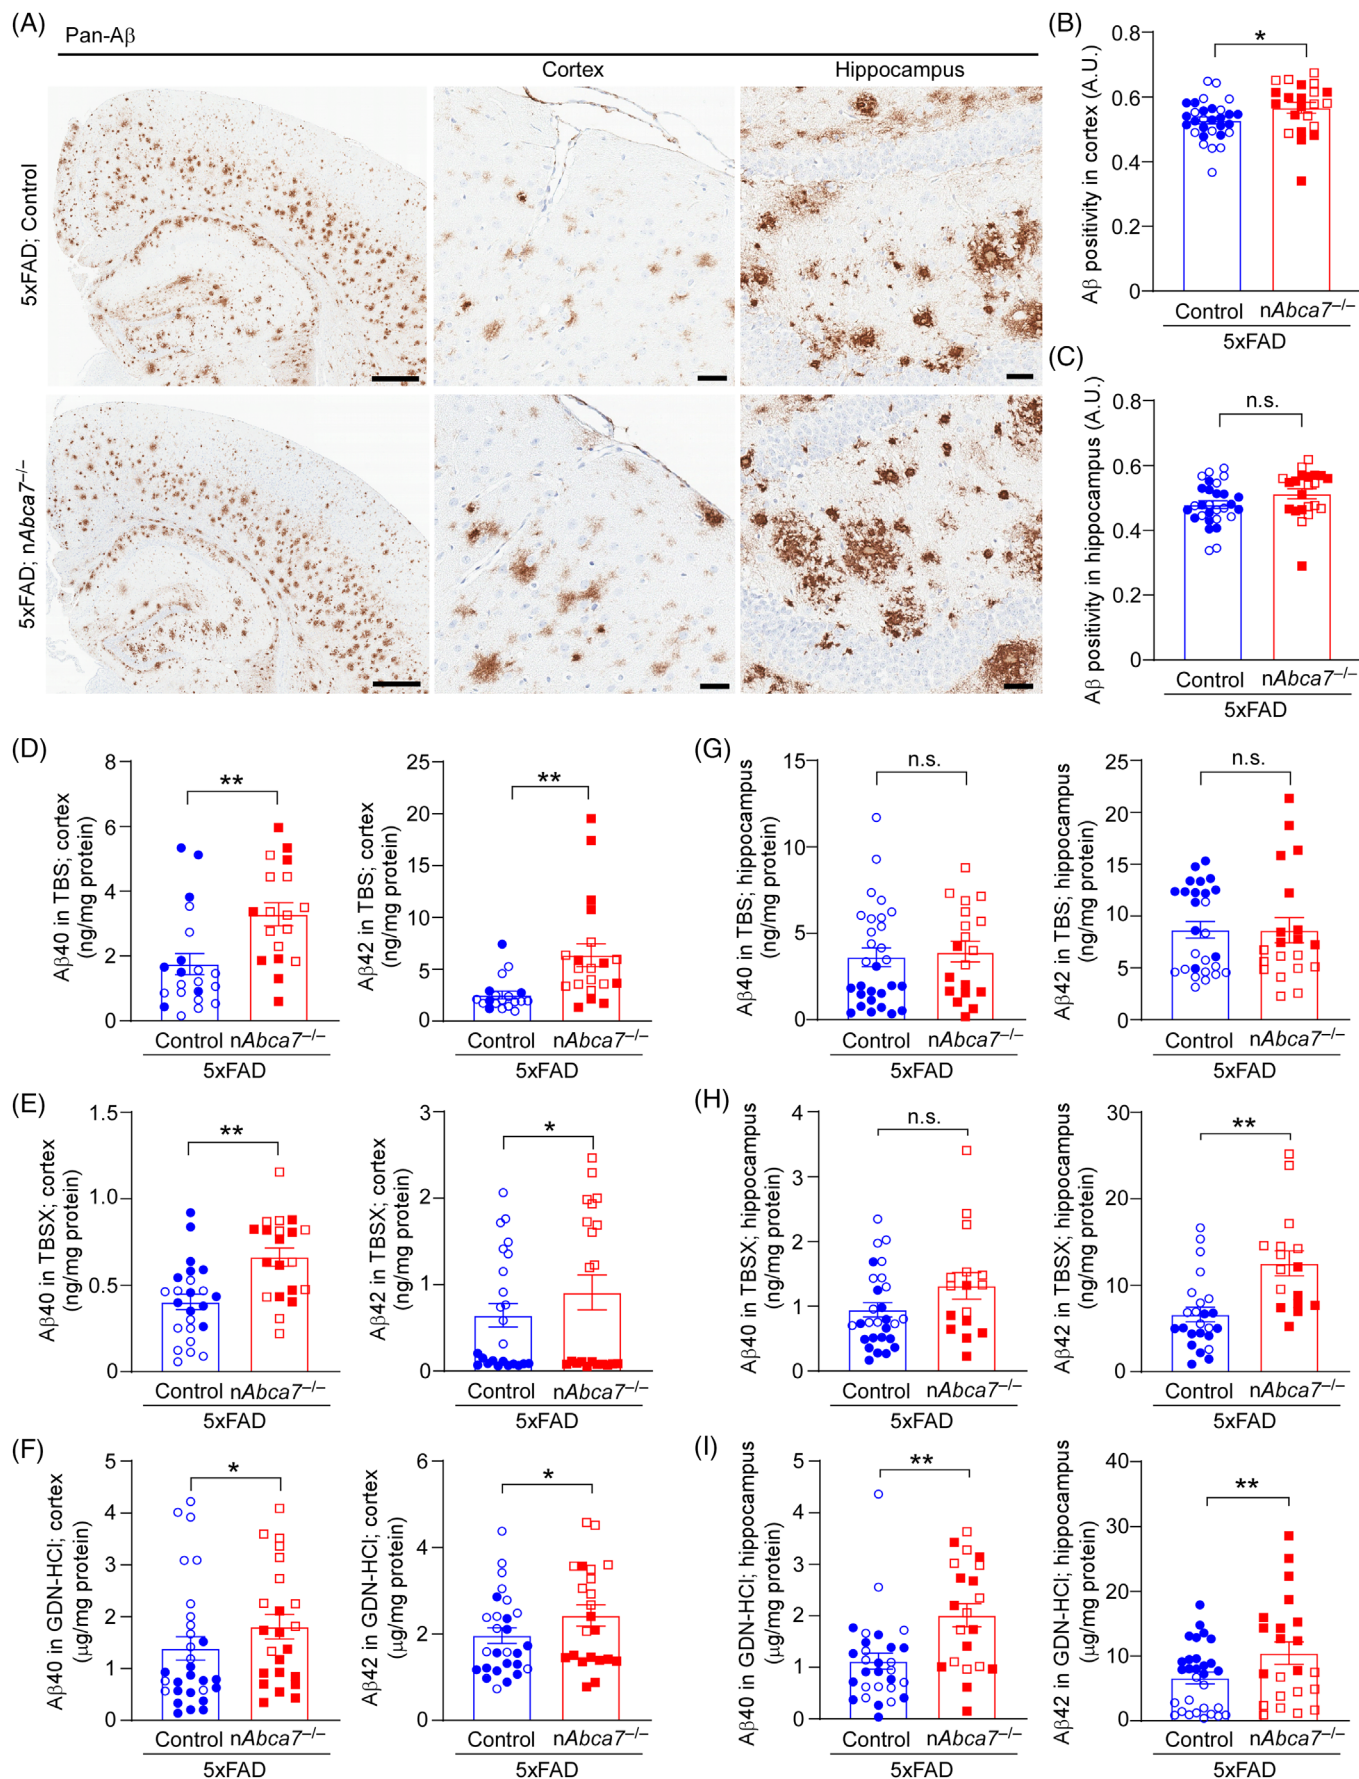 (A)
Pan-Aβ
Cortex
Hippocampus
5xFAD; Control
5xFAD; nAbca7–/–
(B)
Aβ positivity in cortex (A.U.)
0.8
0.6
0.4
0.2
0
*
Control nAbca7–/–
5xFAD
(C)
Aβ positivity in hippocampus (A.U.)
0.8
0.6
0.4
0.2
0
n.s.
Control nAbca7–/–
5xFAD
(D)
Aβ40 in TBS; cortex
(ng/mg protein)
8
6
4
2
0
**
Control nAbca7–/–
5xFAD
Aβ42 in TBS; cortex
(ng/mg protein)
25
20
15
10
5
0
**
Control nAbca7–/–
5xFAD
(G)
Aβ40 in TBS; hippocampus
(ng/mg protein)
15
10
5
0
n.s.
Control nAbca7–/–
5xFAD
Aβ42 in TBS; hippocampus
(ng/mg protein)
25
20
15
10
5
0
n.s.
Control nAbca7–/–
5xFAD
(E)
Aβ40 in TBSX; cortex
(ng/mg protein)
1.5
1.0
0.5
0
**
Control nAbca7–/–
5xFAD
Aβ42 in TBSX; cortex
(ng/mg protein)
3
2
1
0
*
Control nAbca7–/–
5xFAD
(H)
Aβ40 in TBSX; hippocampus
(ng/mg protein)
4
3
2
1
0
n.s.
Control nAbca7–/–
5xFAD
Aβ42 in TBSX; hippocampus
(ng/mg protein)
30
20
10
0
**
Control nAbca7–/–
5xFAD
(F)
Aβ40 in GDN-HCl; cortex
(μg/mg protein)
5
4
3
2
1
0
*
Control nAbca7–/–
5xFAD
Aβ42 in GDN-HCl; cortex
(μg/mg protein)
6
4
2
0
*
Control nAbca7–/–
5xFAD
(I)
Aβ40 in GDN-HCl; hippocampus
(μg/mg protein)
5
4
3
2
1
0
**
Control nAbca7–/–
5xFAD
Aβ42 in GDN-HCl; hippocampus
(μg/mg protein)
40
30
20
10
0
**
Control nAbca7–/–
5xFAD